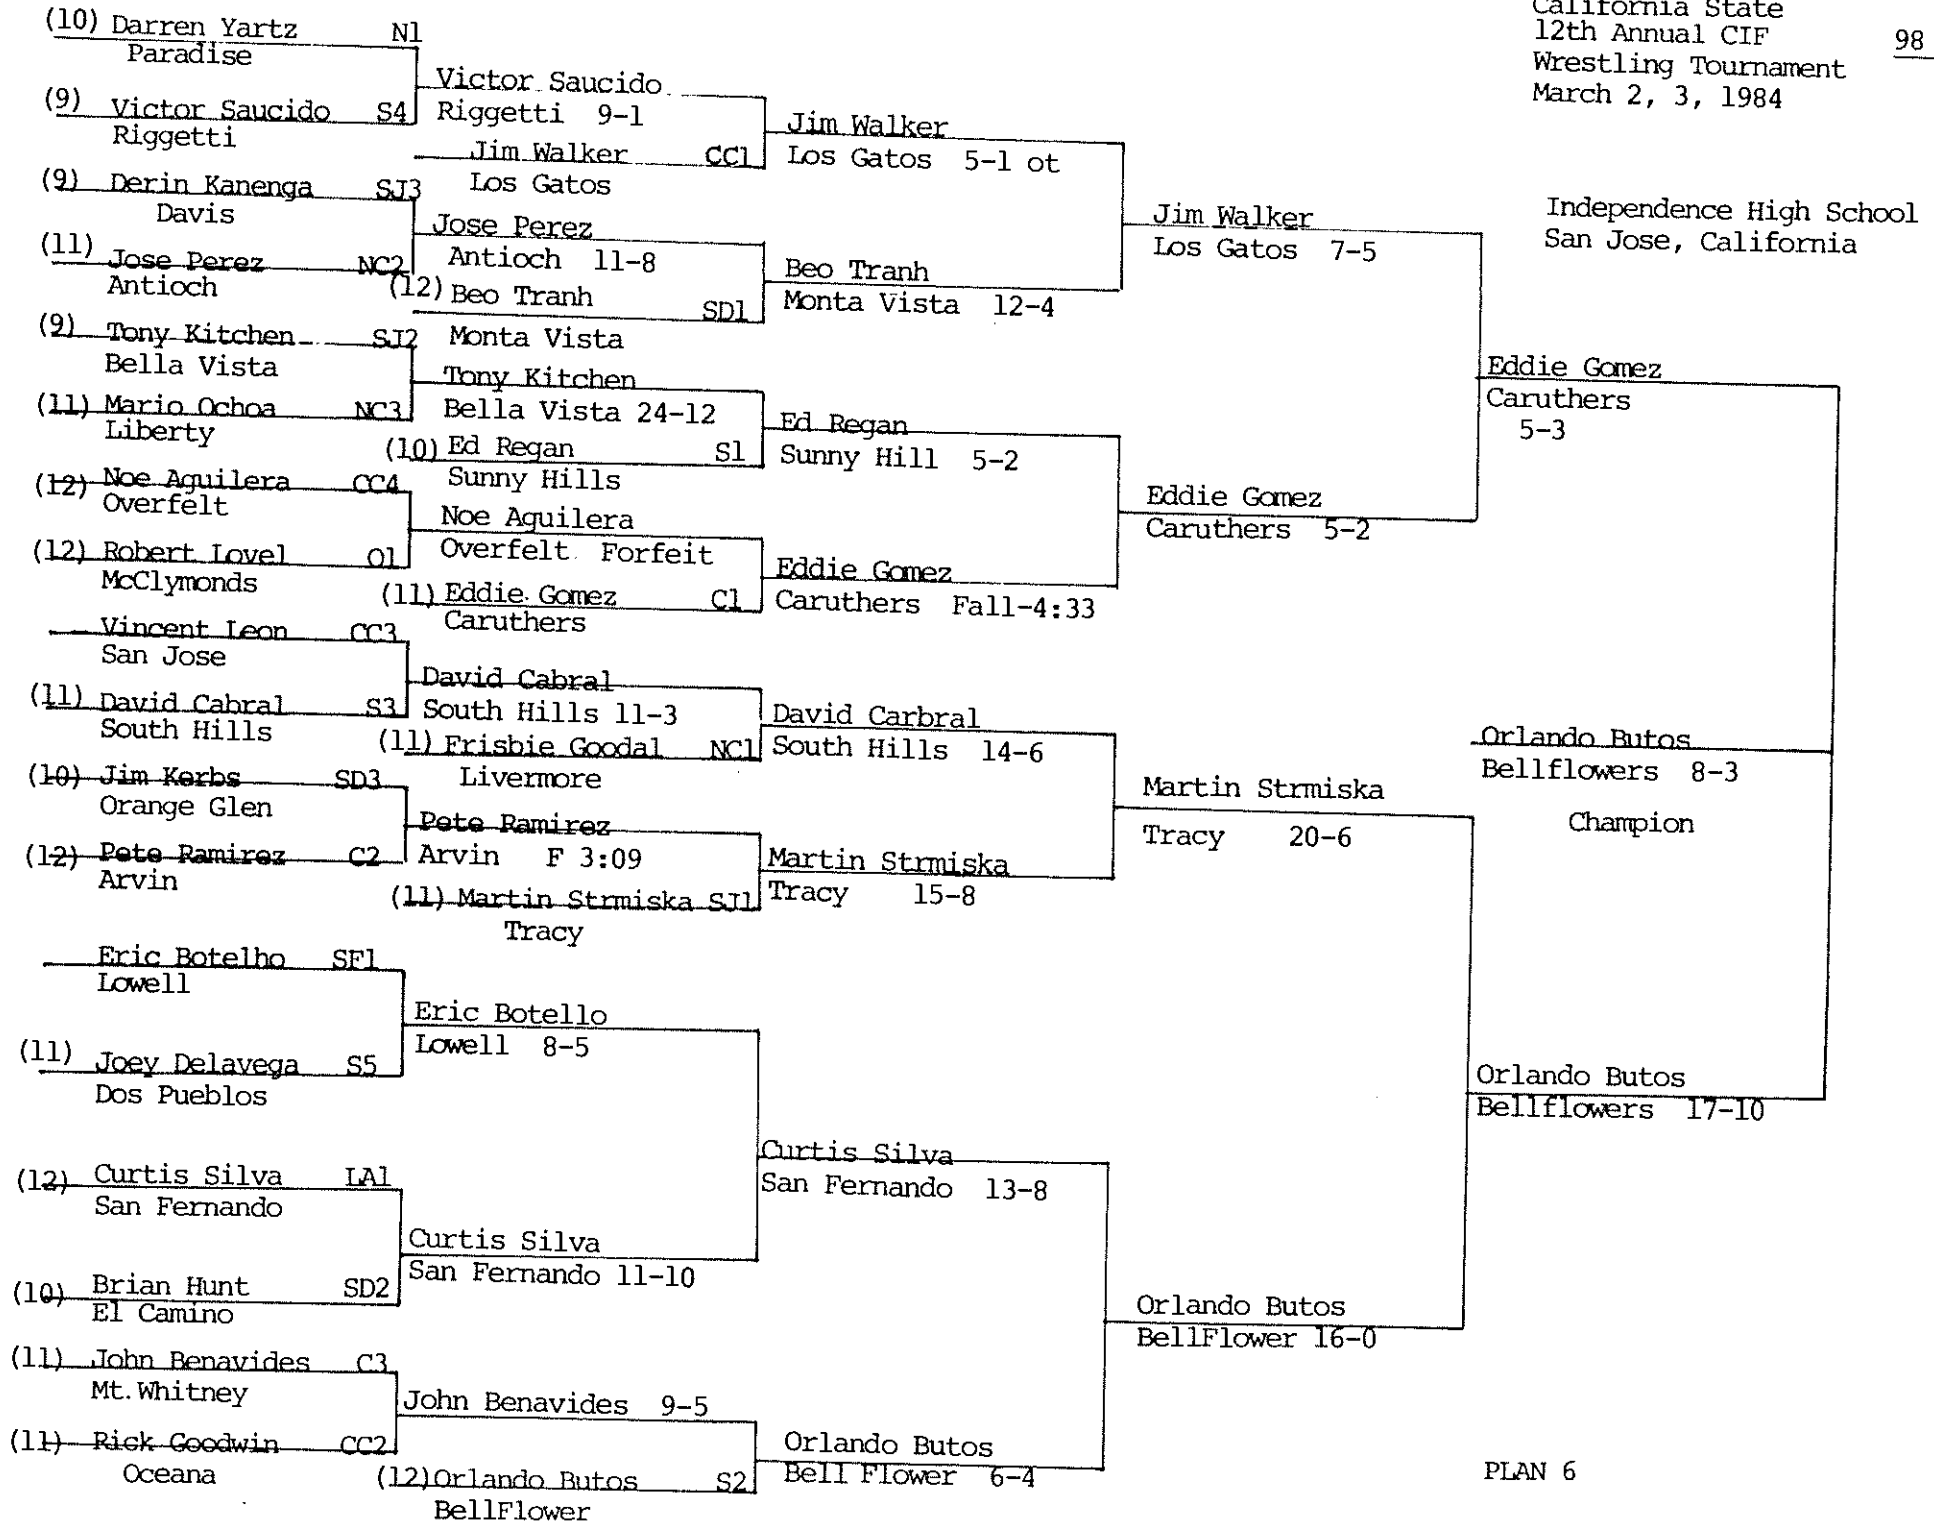 California State
12th Annual CIF
Wrestling Tournament
March 2, 3, 1984
98
Independence High School
San Jose, California
(10) Darren Yartz N1
Paradise
(9) Victor Saucido S4
Riggetti
(9) Derin Kanenga SJ3
Davis
(11) Jose Perez NC2
Antioch
(9) Tony Kitchen SJ2
Bella Vista
(11) Mario Ochoa NC3
Liberty
(12) Noe Aguilera CC4
Overfelt
(12) Robert Lovel O1
McClymonds
Vincent Leon CC3
San Jose
(11) David Cabral S3
South Hills
(10) Jim Kerbs SD3
Orange Glen
(12) Pete Ramirez C2
Arvin
Eric Botelho SF1
Lowell
(11) Joey Delavega S5
Dos Pueblos
(12) Curtis Silva LA1
San Fernando
(10) Brian Hunt SD2
El Camino
(11) John Benavides C3
Mt. Whitney
(11) Rick Goodwin CC2
Oceana
Victor Saucido
Riggetti 9-1
Jim Walker CC1
Los Gatos
Jose Perez
Antioch 11-8
(12) Beo Tranh SD1
Monta Vista
Tony Kitchen
Bella Vista 24-12
(10) Ed Regan S1
Sunny Hills
Noe Aguilera
Overfelt Forfeit
(11) Eddie Gomez C1
Caruthers
David Cabral
South Hills 11-3
(11) Frisbie Goodal NC1
Livermore
Pete Ramirez
Arvin F 3:09
(11) Martin Strmiska SJ1
Tracy
Eric Botello
Lowell 8-5
Curtis Silva
San Fernando 11-10
John Benavides 9-5
(12) Orlando Butos S2
BellFlower
Jim Walker
Los Gatos 5-1 ot
Beo Tranh
Monta Vista 12-4
Ed Regan
Sunny Hill 5-2
Eddie Gomez
Caruthers Fall-4:33
David Carbral
South Hills 14-6
Martin Strmiska
Tracy 15-8
Curtis Silva
San Fernando 13-8
Orlando Butos
Bell Flower 6-4
Jim Walker
Los Gatos 7-5
Eddie Gomez
Caruthers 5-2
Martin Strmiska
Tracy 20-6
Orlando Butos
BellFlower 16-0
Eddie Gomez
Caruthers
5-3
Orlando Butos
Bellflowers 17-10
Orlando Butos
Bellflowers 8-3
Champion
PLAN 6